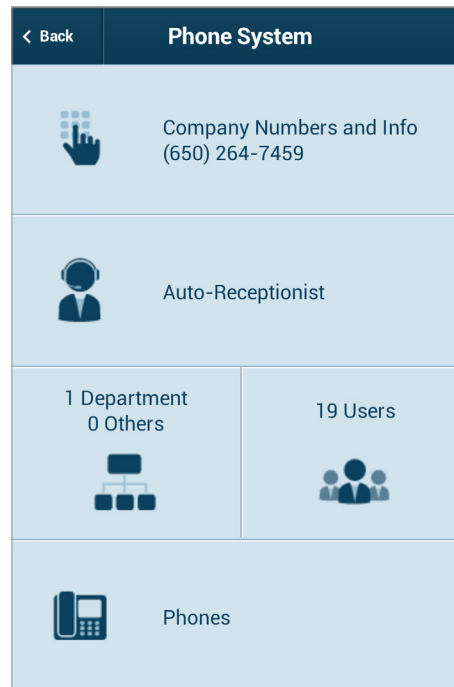 Back
Phone System
Company Numbers and Info
(650) 264-7459
Auto-Receptionist
1 Department
0 Others
19 Users
Phones